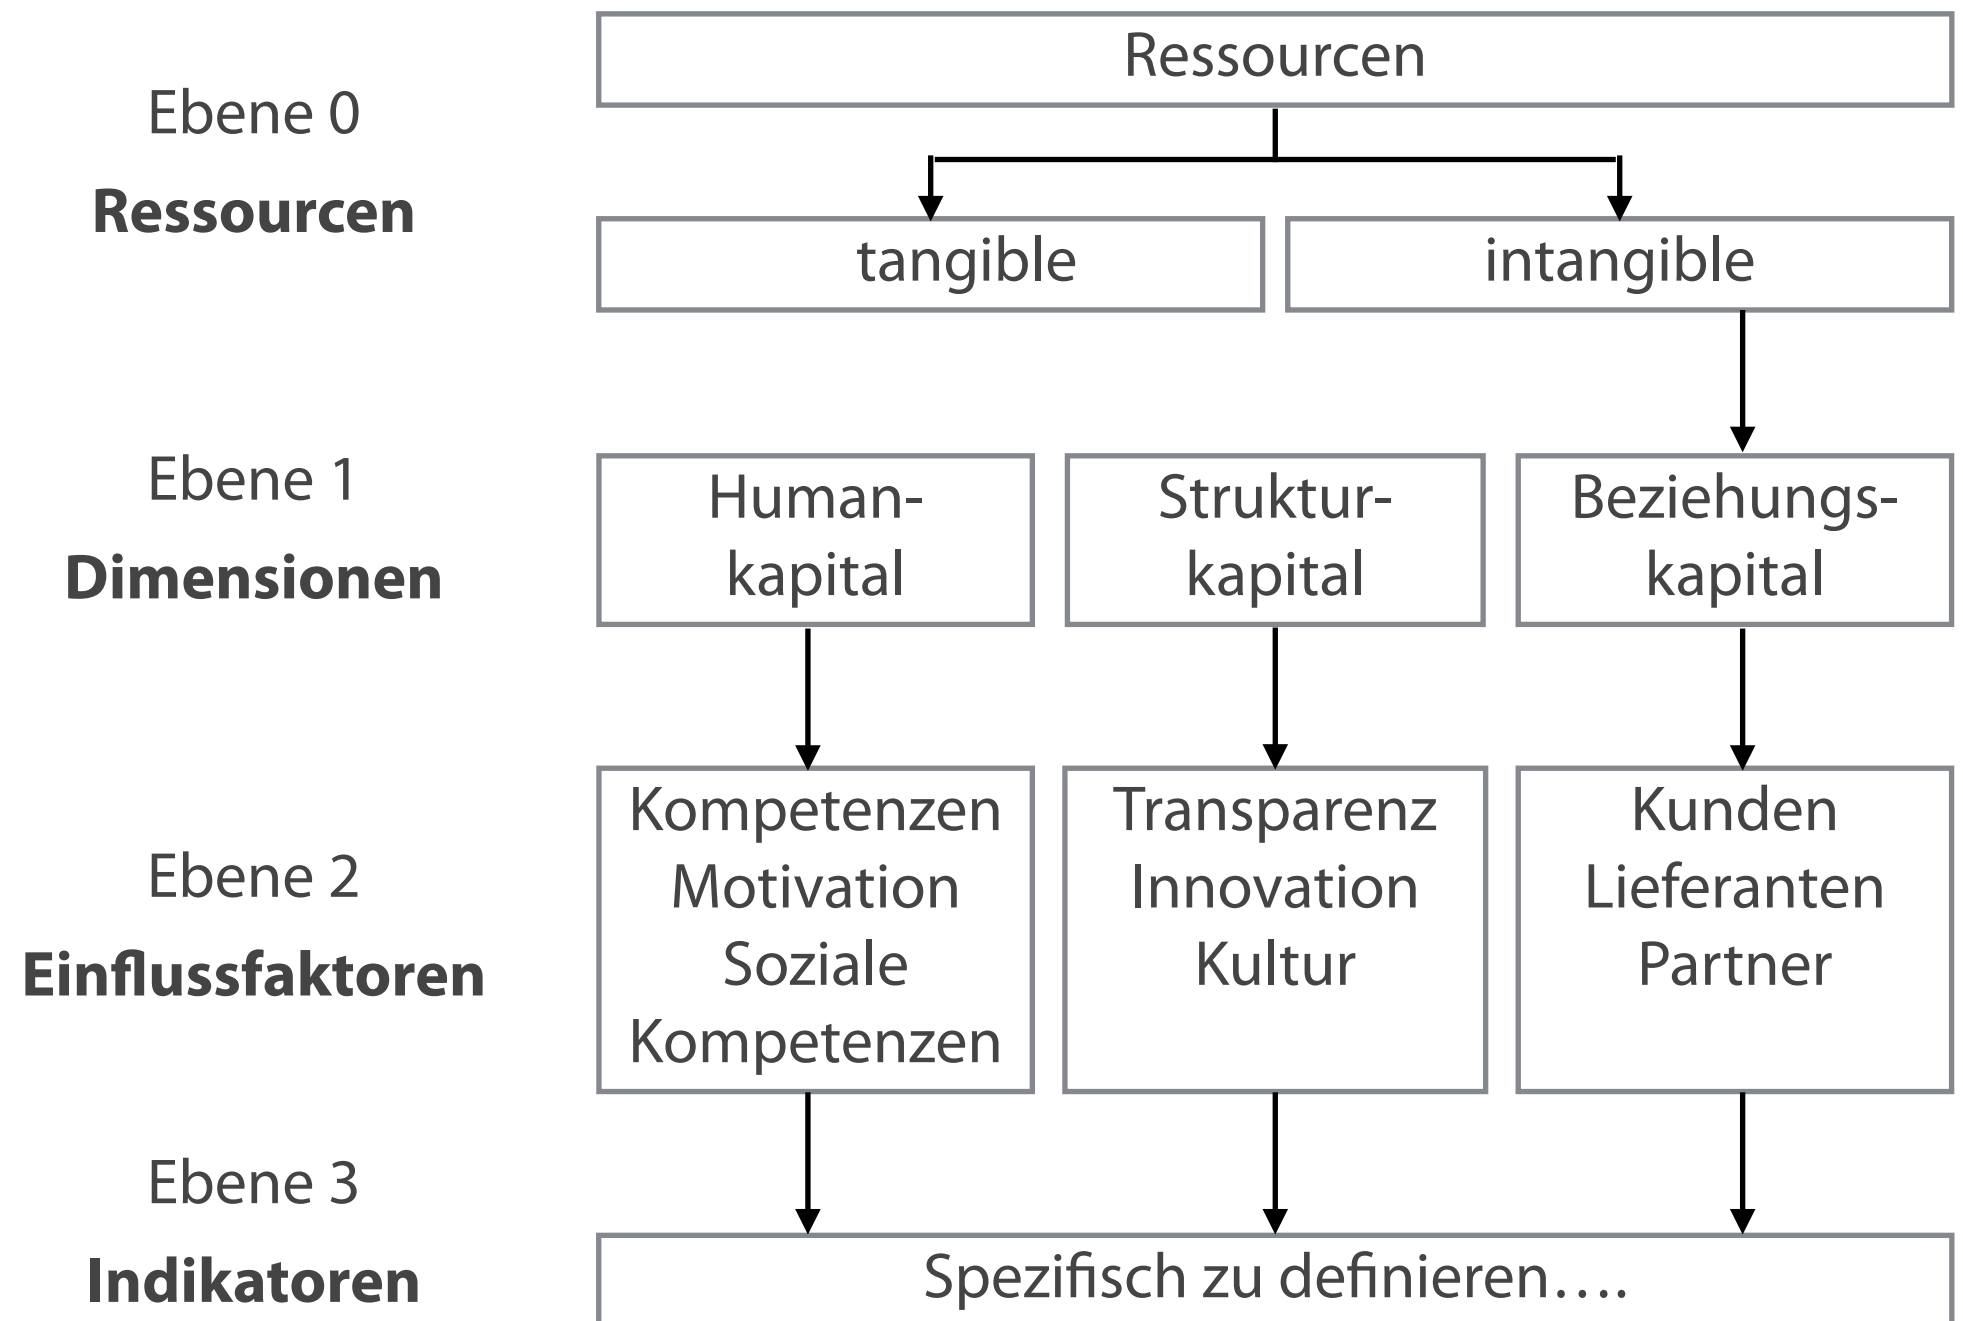 Ressourcen
Ebene 0
Ressourcen
tangible
intangible
Ebene 1
Dimensionen
Human-
kapital
Struktur-
kapital
Beziehungs-
kapital
Ebene 2
Einflussfaktoren
Kompetenzen
Motivation
Soziale
Kompetenzen
Transparenz
Innovation
Kultur
Kunden
Lieferanten
Partner
Ebene 3
Indikatoren
Spezifisch zu definieren….